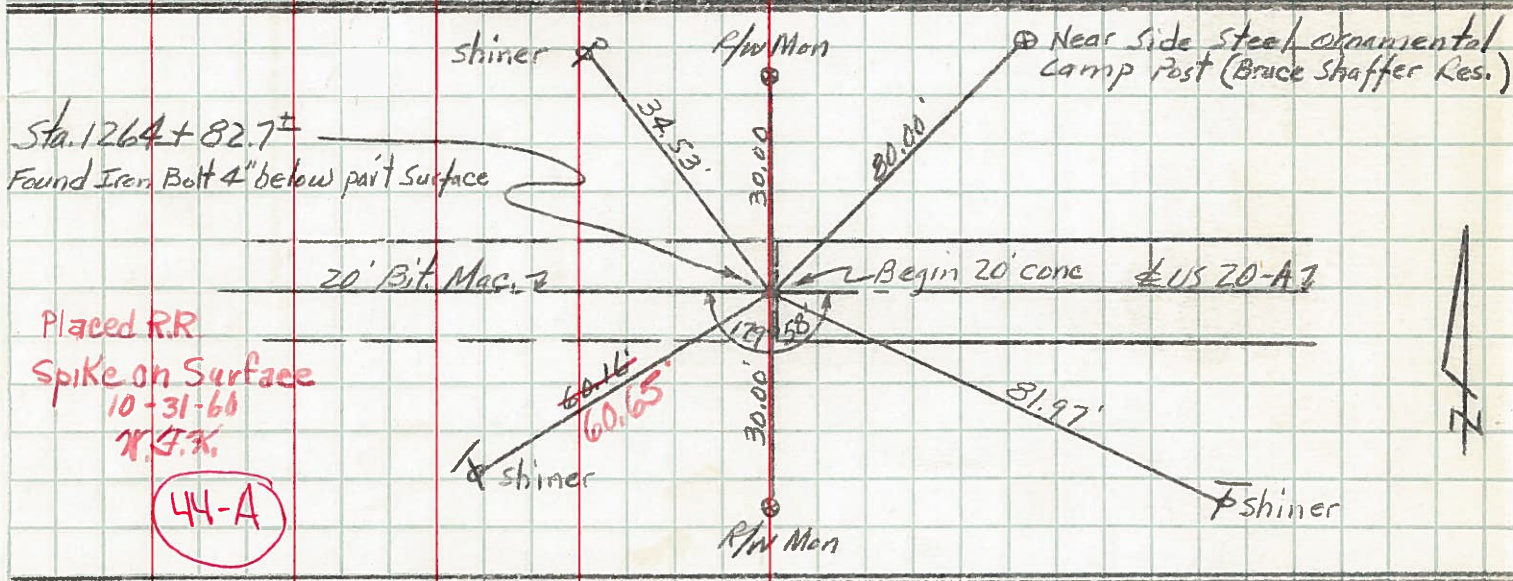 shiner
R/W Mon
Near Side Steel ornamental
Lamp Post (Bruce Shaffer Res.)
Sta. 1264 + 82.7±
Found Iron Bolt 4" below pav't Surface
34.53'
30.00
80.00'
20' Bit. Mac.
Begin 20' conc
℄ US 20-A
179° 58'
Placed R.R
Spike on Surface
10-31-60
60.16'
60.65'
30.00'
81.97'
shiner
shiner
44-A
R/W Mon
N